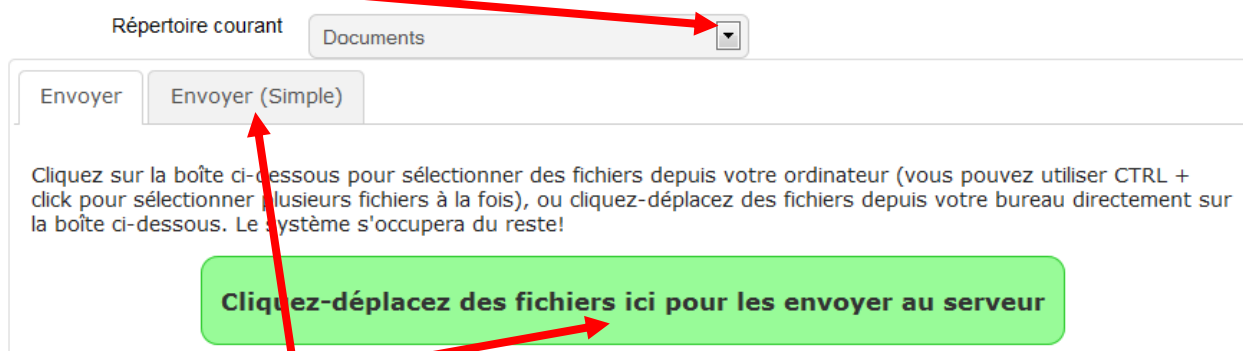 Répertoire courant
Documents
Envoyer
Envoyer (Simple)
Cliquez sur la boîte ci-dessous pour sélectionner des fichiers depuis votre ordinateur (vous pouvez utiliser CTRL +
click pour sélectionner plusieurs fichiers à la fois), ou cliquez-déplacez des fichiers depuis votre bureau directement sur
la boîte ci-dessous. Le système s'occupera du reste!
Cliquez-déplacez des fichiers ici pour les envoyer au serveur